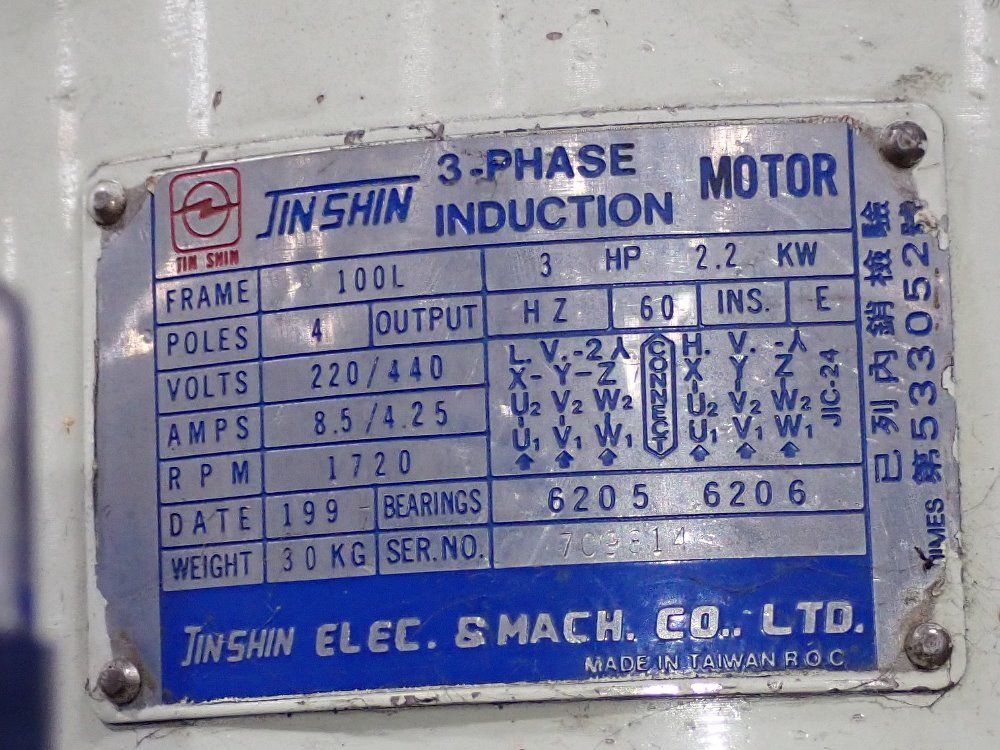 JIN SHIN
JINSHIN 3-PHASE INDUCTION MOTOR
FRAME 100L 3 HP 2.2 KW
POLES 4 OUTPUT HZ 60 INS. E
VOLTS 220/440
AMPS 8.5/4.25
RPM 1720
L.V.-2人 CONNECT H.V.-人
X-Y-Z X Y Z
U2 V2 W2 U2 V2 W2
U1 V1 W1 U1 V1 W1
JIC-24
DATE 199 BEARINGS 6205 6206
WEIGHT 30KG SER.NO.
JINSHIN ELEC. & MACH. CO., LTD.
MADE IN TAIWAN R O C
已列內銷檢驗
第5330552號